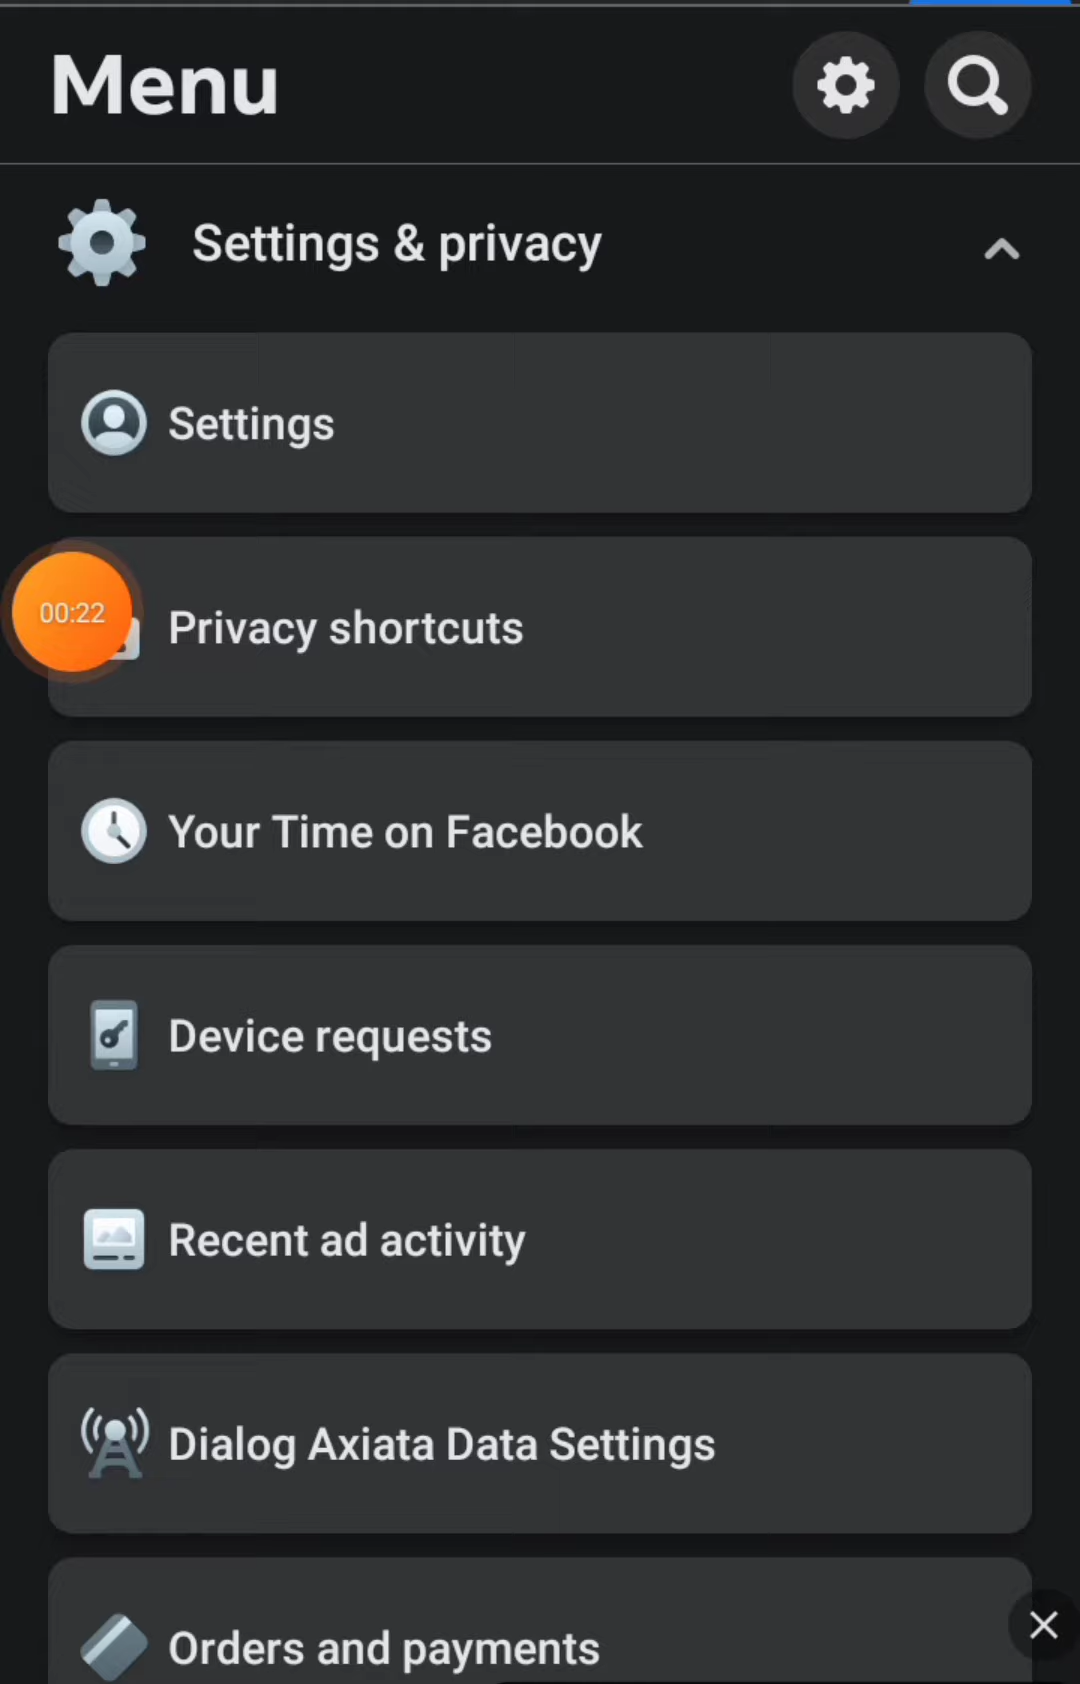 Menu
Settings & privacy
Settings
00:22
Privacy shortcuts
Your Time on Facebook
Device requests
Recent ad activity
Dialog Axiata Data Settings
Orders and payments